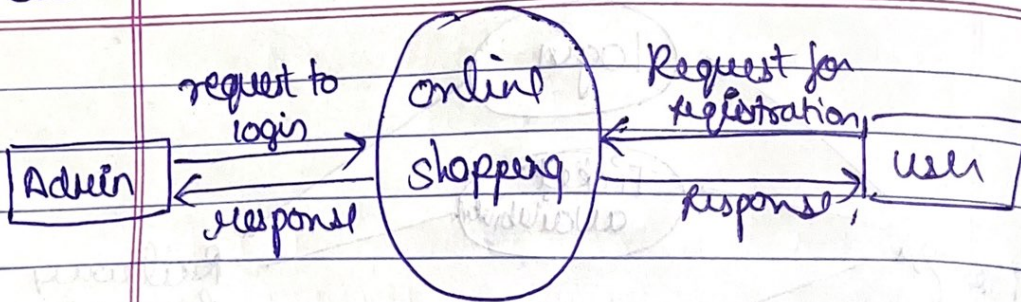 request to
login
Admin
response
online
shopping
Request for
registration
Response
user